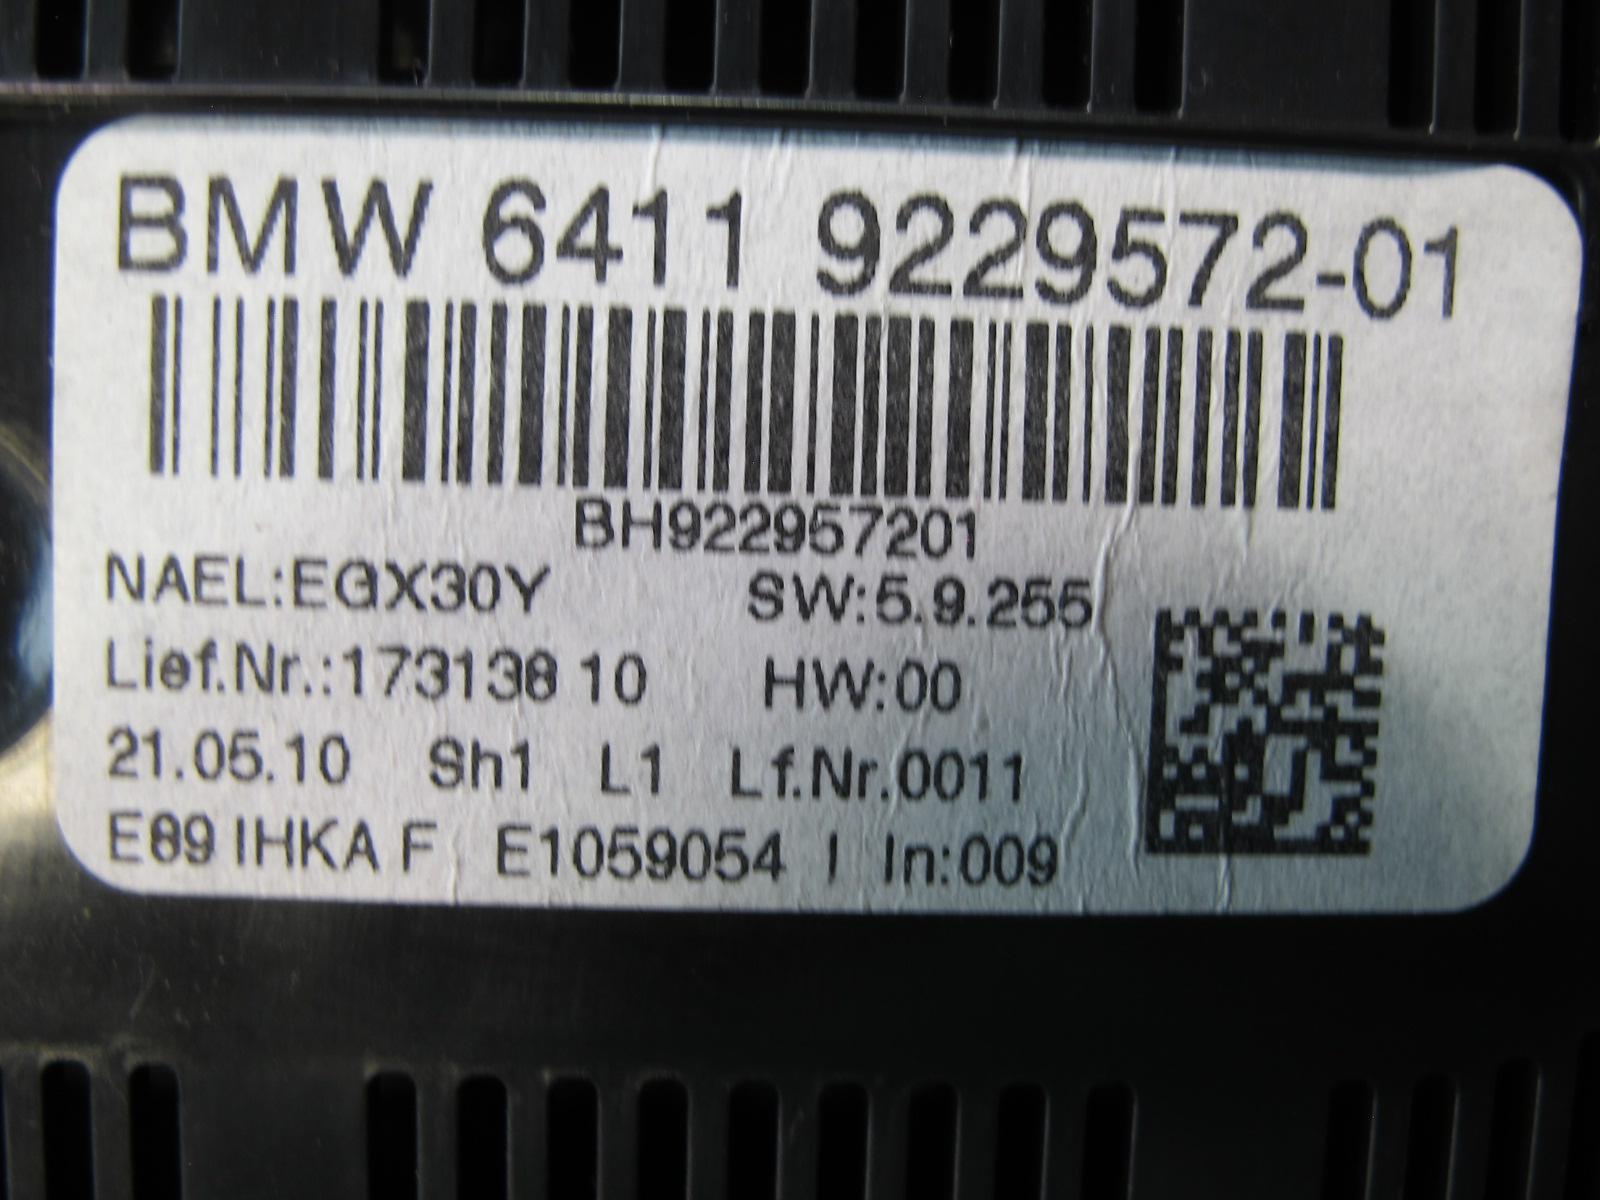 BMW 6411 9229572-01
BH922957201
NAEL:EGX30Y SW:5.9.255
Lief.Nr.:173138 10 HW:00
21.05.10 Sh1 L1 Lf.Nr.0011
E89 IHKA F E1059054 I In:009